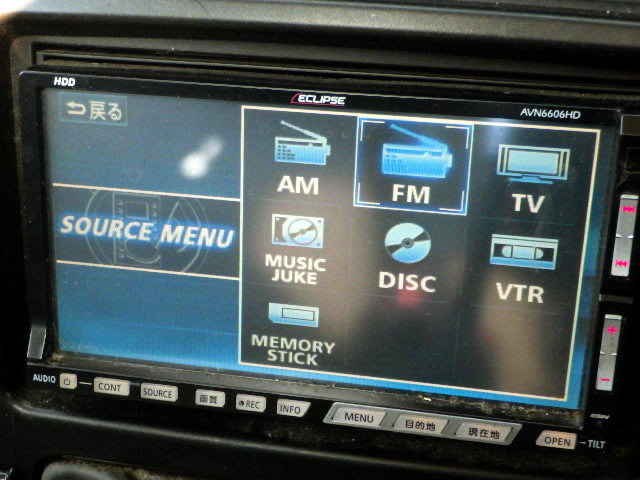 HDD
ECLIPSE
AVN6606HD
戻る
AM
FM
TV
SOURCE MENU
MUSIC
JUKE
DISC
VTR
MEMORY
STICK
AUDIO
CONT
SOURCE
画質
REC
INFO
MENU
目的地
現在地
OPEN
TILT